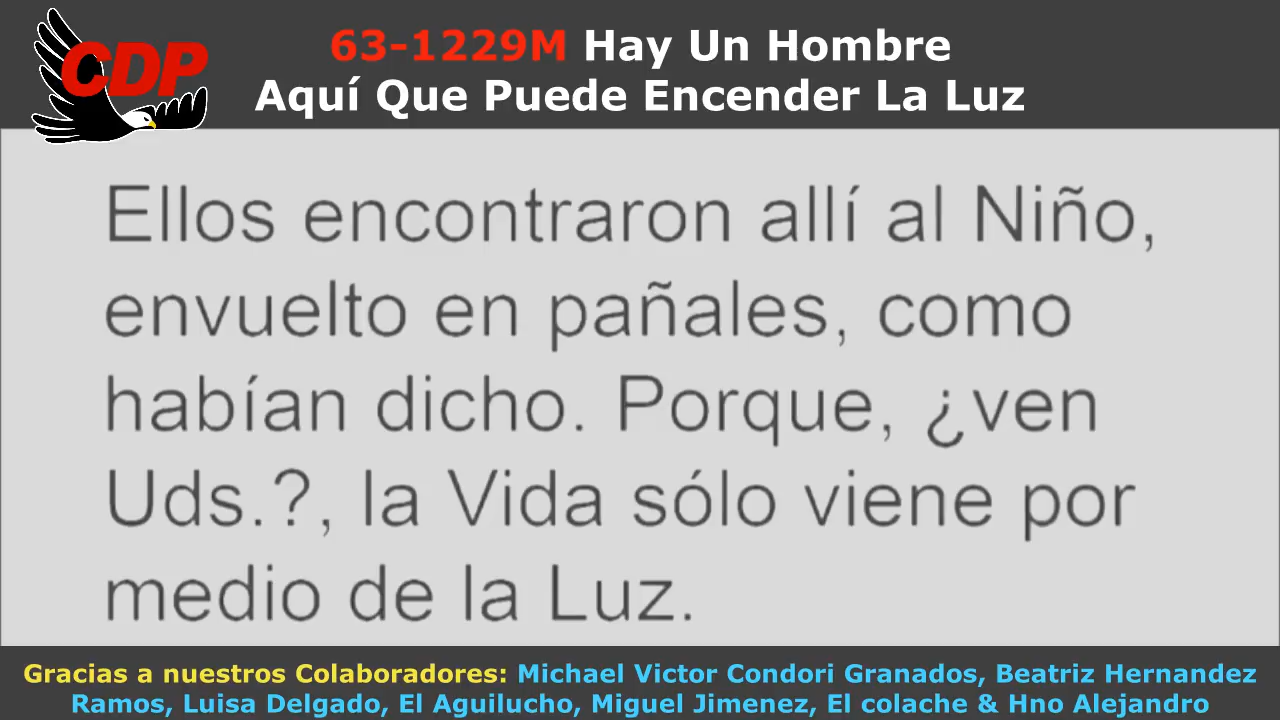 CDP
63-1229M Hay Un Hombre
Aquí Que Puede Encender La Luz
Ellos encontraron allí al Niño,
envuelto en pañales, como
habían dicho. Porque, ¿ven
Uds.?, la Vida sólo viene por
medio de la Luz.
Gracias a nuestros Colaboradores: Michael Victor Condori Granados, Beatriz Hernandez
Ramos, Luisa Delgado, El Aguilucho, Miguel Jimenez, El colache & Hno Alejandro